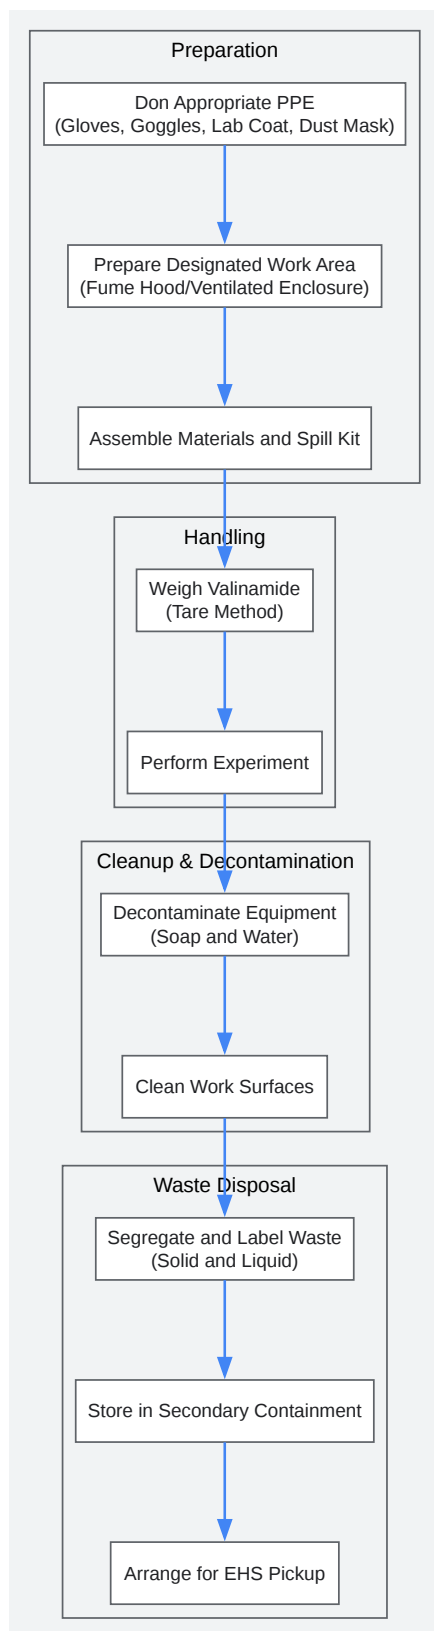 Preparation
Don Appropriate PPE
(Gloves, Goggles, Lab Coat, Dust Mask)
Prepare Designated Work Area
(Fume Hood/Ventilated Enclosure)
Assemble Materials and Spill Kit
Handling
Weigh Valinamide
(Tare Method)
Perform Experiment
Cleanup & Decontamination
Decontaminate Equipment
(Soap and Water)
Clean Work Surfaces
Waste Disposal
Segregate and Label Waste
(Solid and Liquid)
Store in Secondary Containment
Arrange for EHS Pickup